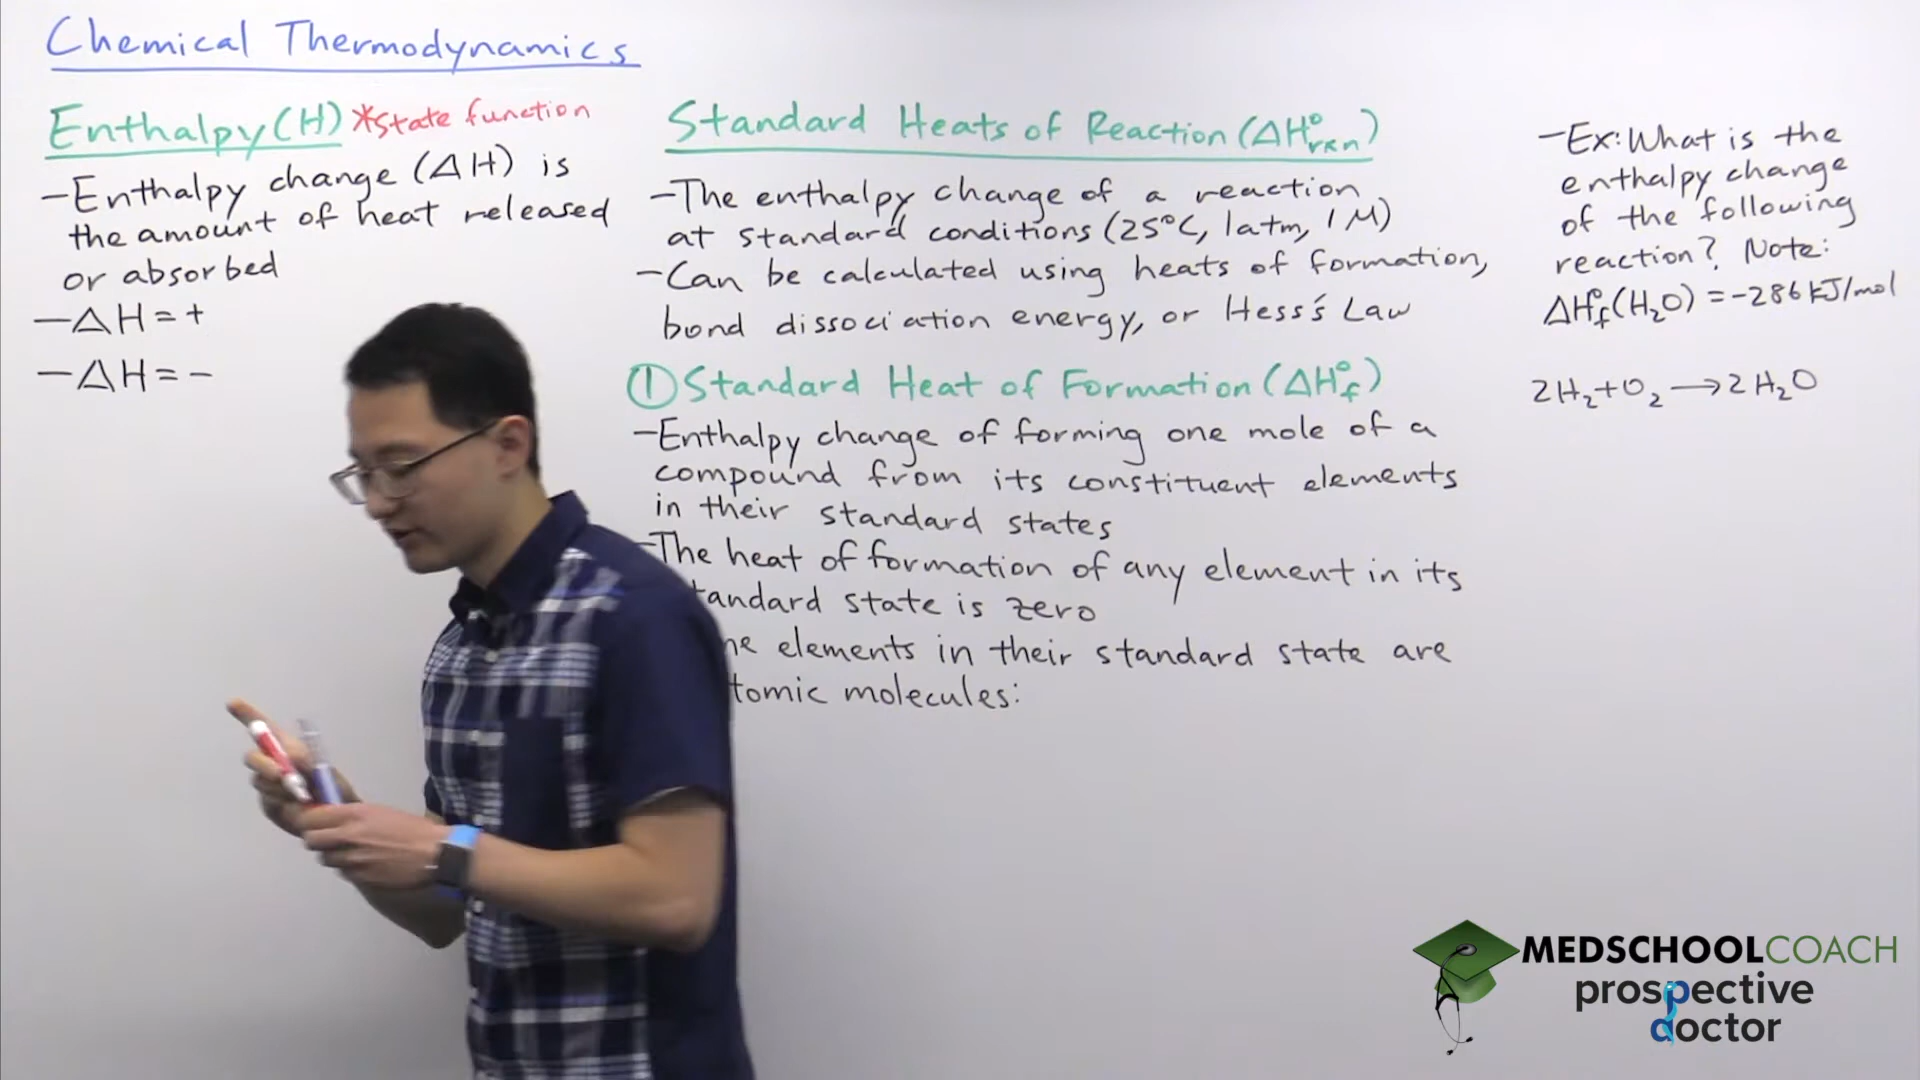 Chemical Thermodynamics
Enthalpy (H) *state function
-Enthalpy change (ΔH) is
the amount of heat released
or absorbed
-ΔH = +
-ΔH = -
Standard Heats of Reaction (ΔH°rxn)
-The enthalpy change of a reaction
at standard conditions (25°C, 1atm, 1 M)
-Can be calculated using heats of formation,
bond dissociation energy, or Hess's Law
① Standard Heat of Formation (ΔH°f)
-Enthalpy change of forming one mole of a
compound from its constituent elements
in their standard states
-The heat of formation of any element in its
tandard state is zero
elements in their standard state are
tomic molecules:
-Ex: What is the
enthalpy change
of the following
reaction? Note:
ΔH°f(H₂O) = -286 kJ/mol
2H₂ + O₂ → 2H₂O
MEDSCHOOLCOACH
prospective
doctor